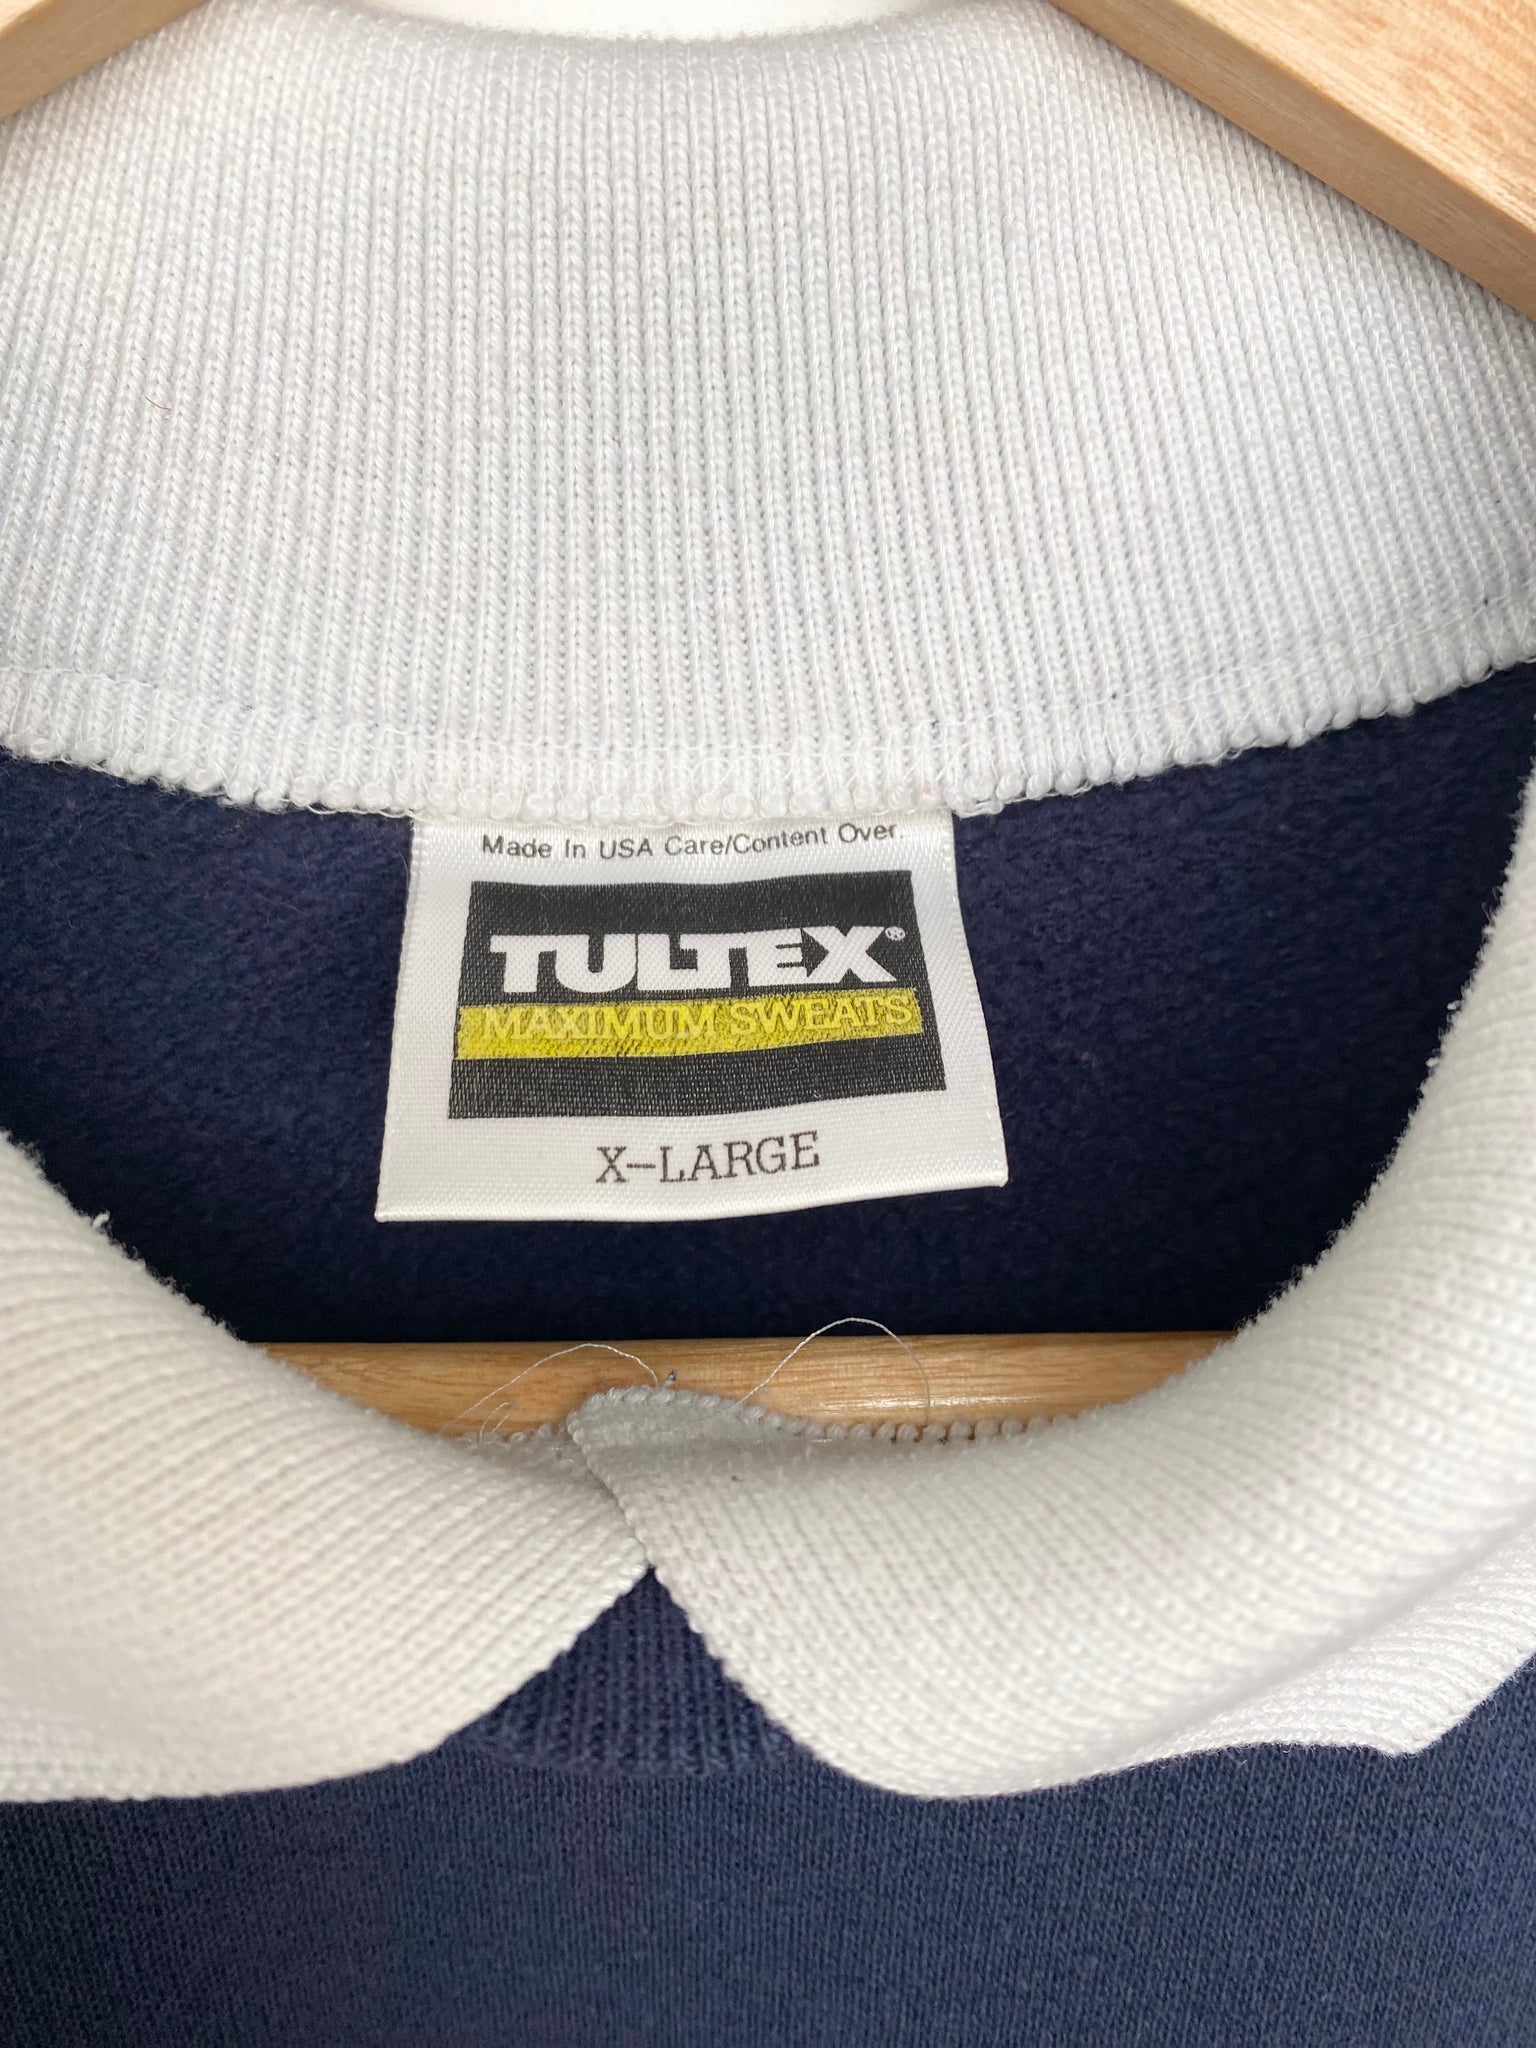 Made In USA Care/Content Over.
TULTEX®
MAXIMUM SWEATS
X-LARGE